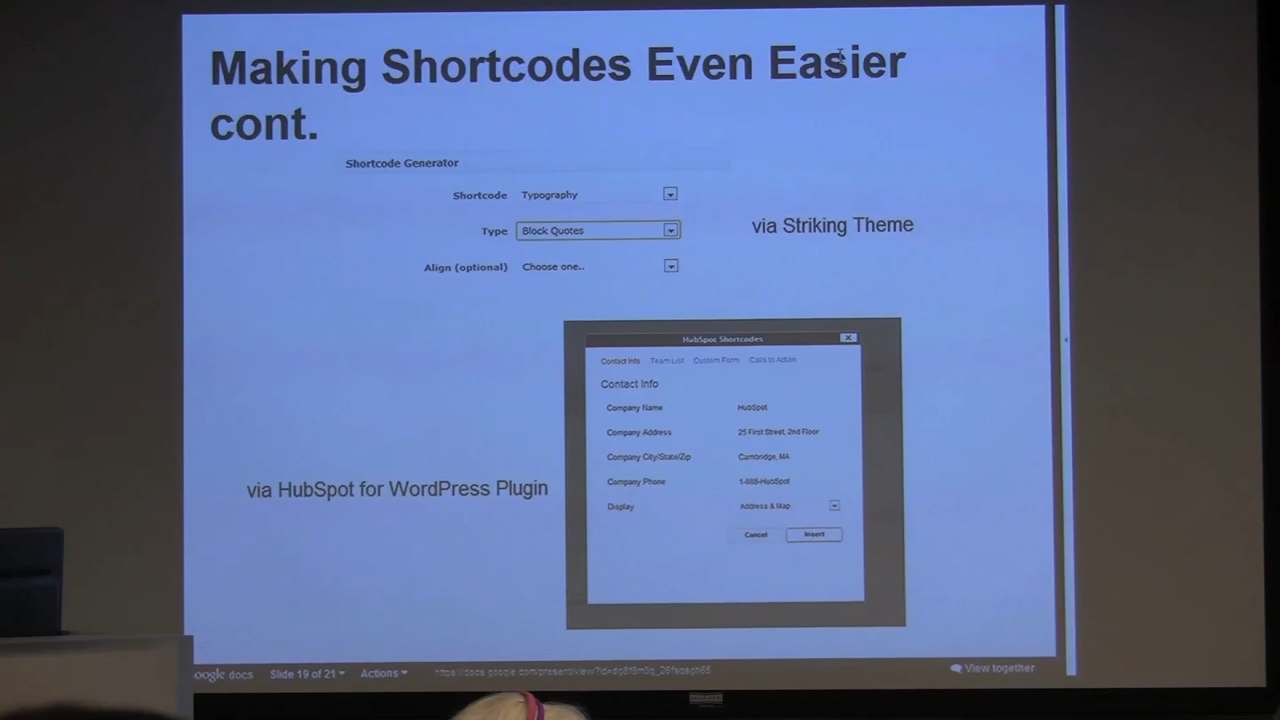 Making Shortcodes Even Easier
cont.
Shortcode Generator
Shortcode Typography
Type Block Quotes
Align (optional) Choose one..
via Striking Theme
HubSpot Shortcodes
Contact Info Team List Custom Form Calls to Action
Contact Info
Company Name HubSpot
Company Address 25 First Street, 2nd Floor
Company City/State/Zip Cambridge, MA
Company Phone 1-888-HubSpot
Display Address & Map
Cancel Insert
via HubSpot for WordPress Plugin
oogle docs Slide 19 of 21 Actions View together